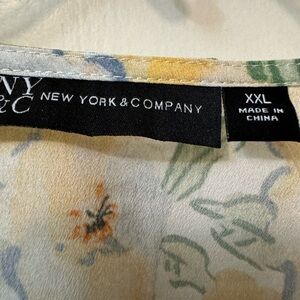 NY
&C
NEW YORK & COMPANY
XXL
MADE IN
CHINA